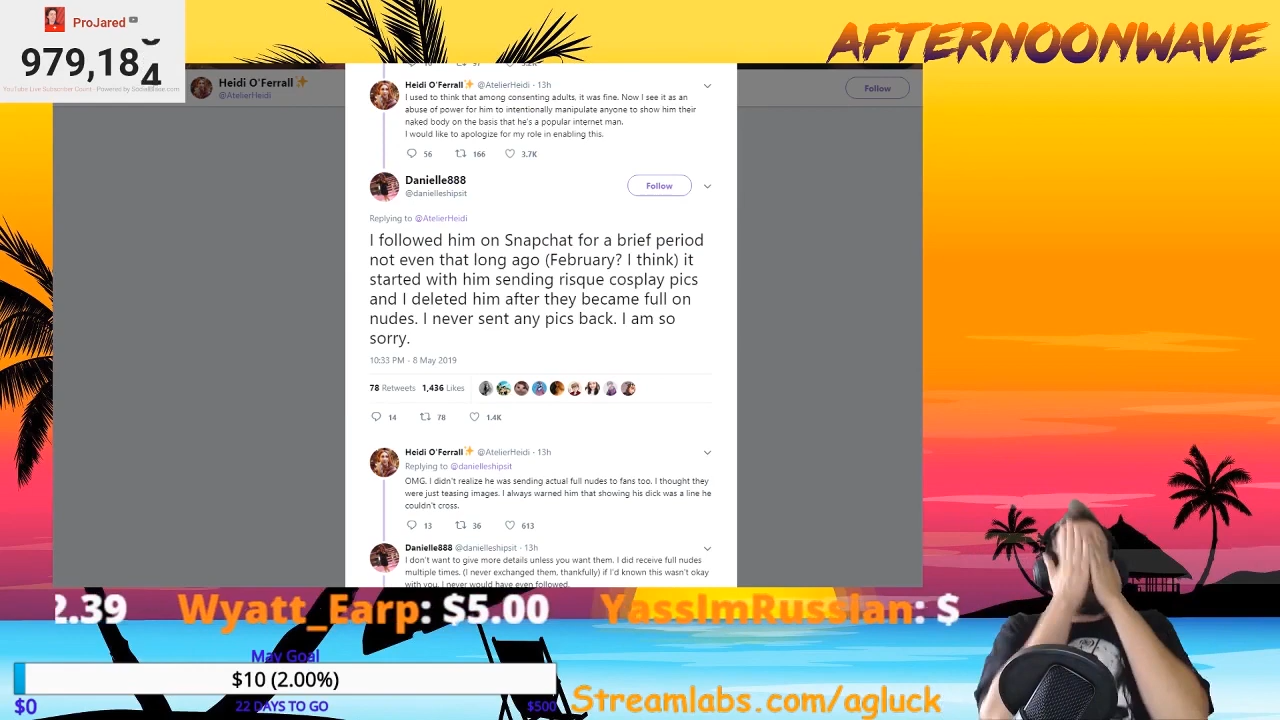 ProJared
979,184
YouTube Live Subscriber Count - Powered by SocialBlade.com
AFTERNOONWAVE
Heidi O'Ferrall✨
@AtelierHeidi
Follow
Heidi O'Ferrall✨ @AtelierHeidi · 13h
I used to think that among consenting adults, it was fine. Now I see it as an
abuse of power for him to intentionally manipulate anyone to show him their
naked body on the basis that he's a popular internet man.
I would like to apologize for my role in enabling this.
56 166 3.7K
Danielle888
@danielleshipsit
Follow
Replying to @AtelierHeidi
I followed him on Snapchat for a brief period
not even that long ago (February? I think) it
started with him sending risque cosplay pics
and I deleted him after they became full on
nudes. I never sent any pics back. I am so
sorry.
10:33 PM - 8 May 2019
78 Retweets 1,436 Likes
14 78 1.4K
Heidi O'Ferrall✨ @AtelierHeidi · 13h
Replying to @danielleshipsit
OMG. I didn't realize he was sending actual full nudes to fans too. I thought they
were just teasing images. I always warned him that showing his dick was a line he
couldn't cross.
13 36 613
Danielle888 @danielleshipsit · 13h
I don't want to give more details unless you want them. I did receive full nudes
multiple times. (I never exchanged them, thankfully) if I'd known this wasn't okay
with you, I never would have even followed.
2.39 Wyatt_Earp: $5.00 YassImRussian: $
May Goal
$10 (2.00%)
$0 22 DAYS TO GO $500
Streamlabs.com/agluck